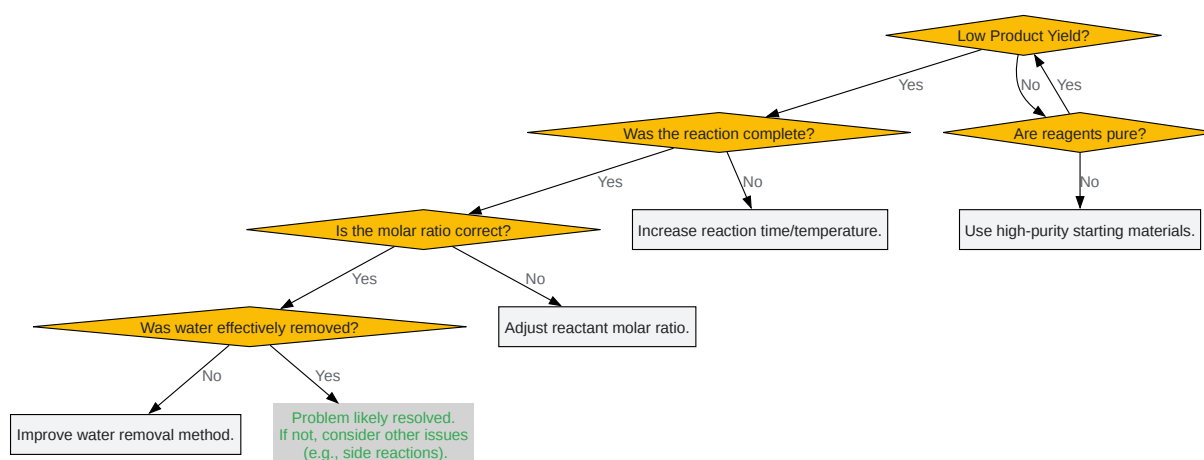 Low Product Yield?
Yes
No
Yes
Was the reaction complete?
Are reagents pure?
Yes
No
No
Is the molar ratio correct?
Increase reaction time/temperature.
Use high-purity starting materials.
Yes
No
Was water effectively removed?
Adjust reactant molar ratio.
No
Yes
Improve water removal method.
Problem likely resolved.
If not, consider other issues
(e.g., side reactions).